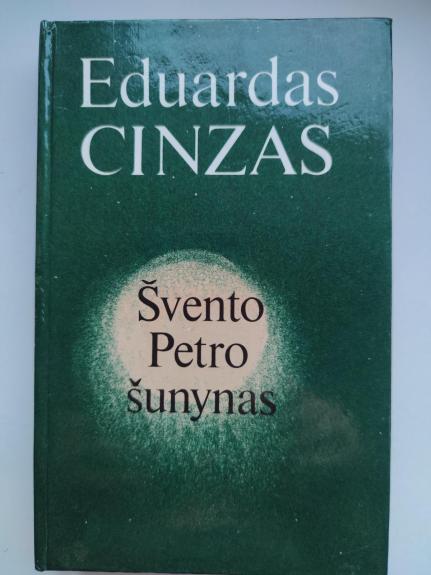 Eduardas
CINZAS
Švento
Petro
šunynas